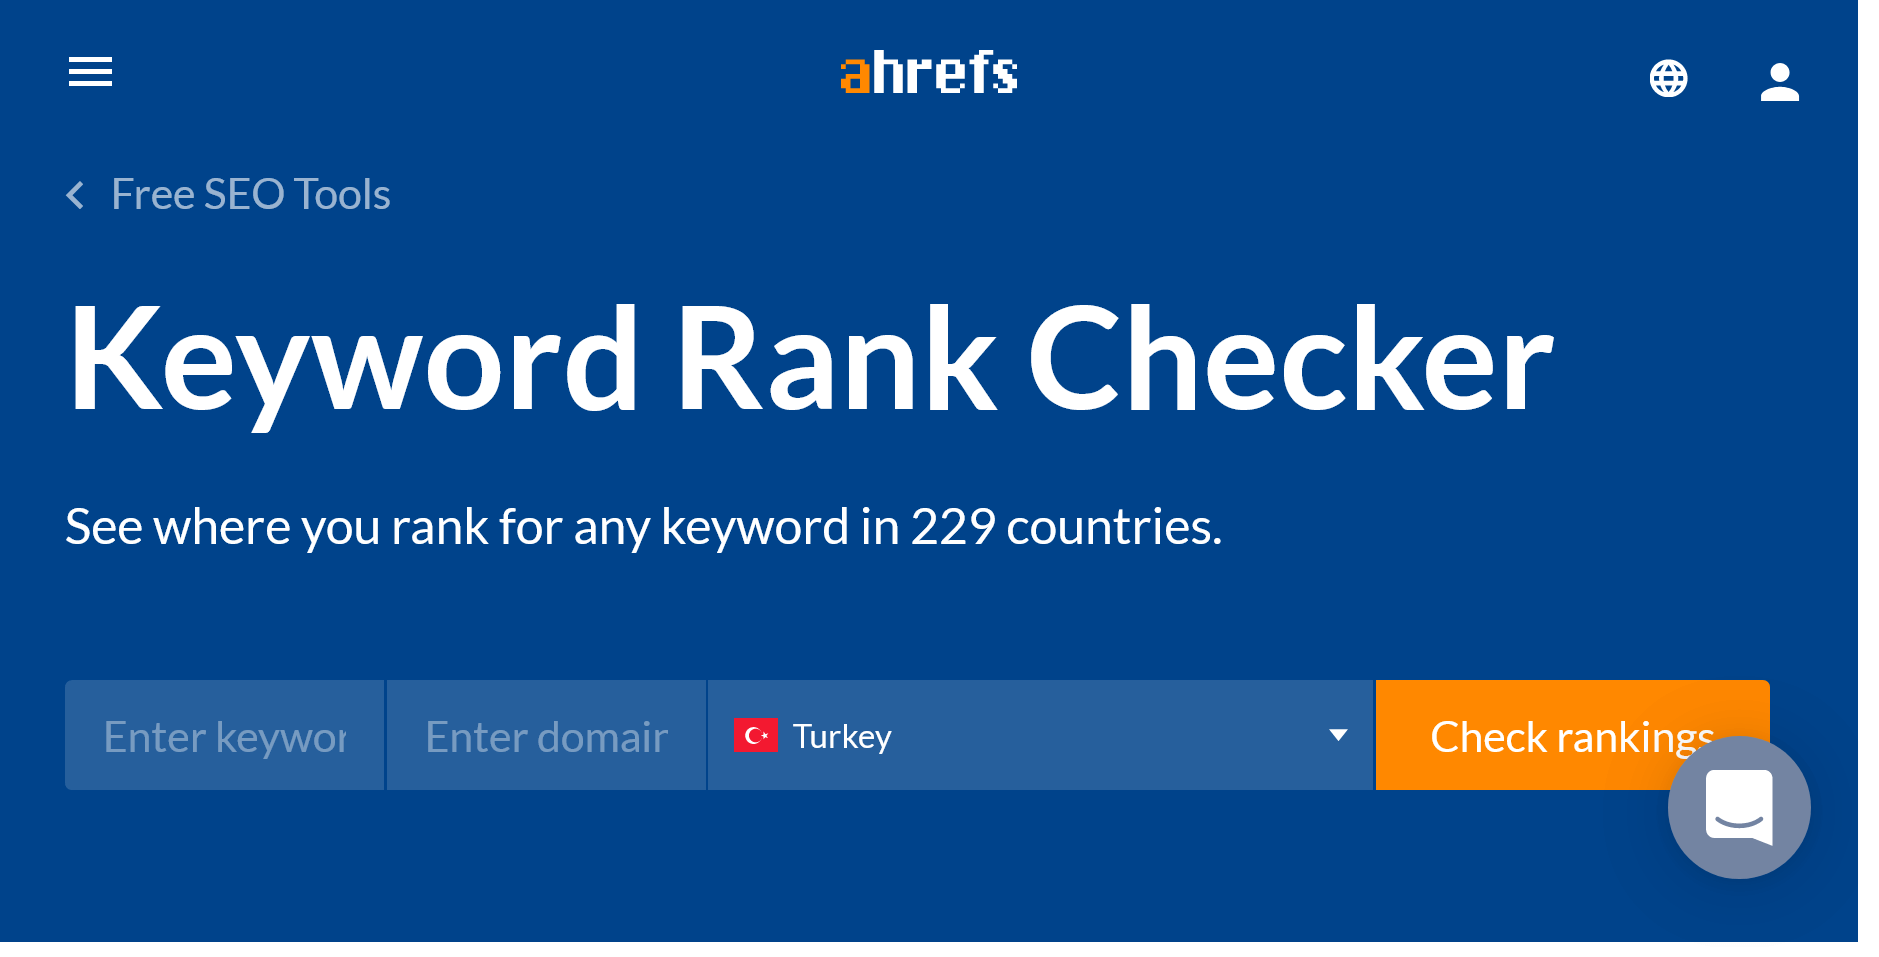 ahrefs
Free SEO Tools
Keyword Rank Checker
See where you rank for any keyword in 229 countries.
Enter keywor
Enter domair
Turkey
Check rankings